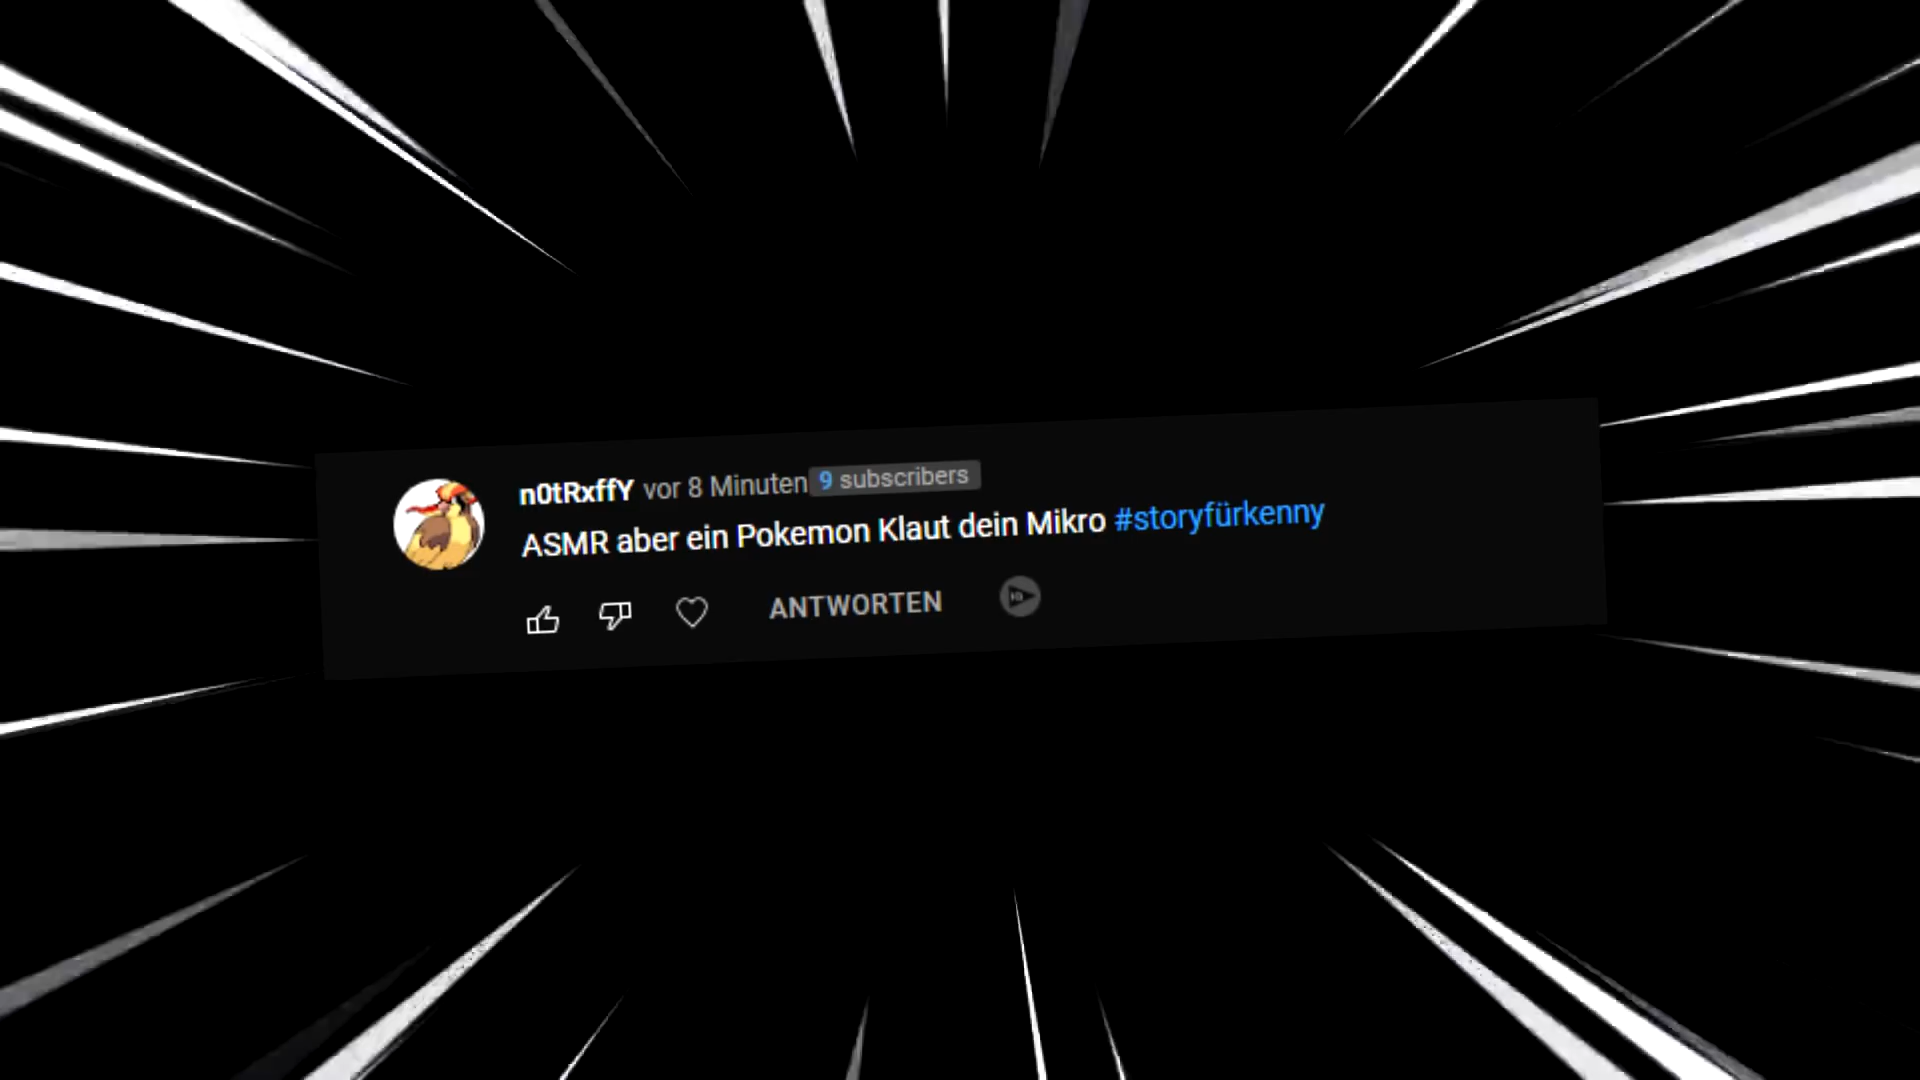 n0tRxffY vor 8 Minuten 9 subscribers
ASMR aber ein Pokemon Klaut dein Mikro #storyfürkenny
ANTWORTEN